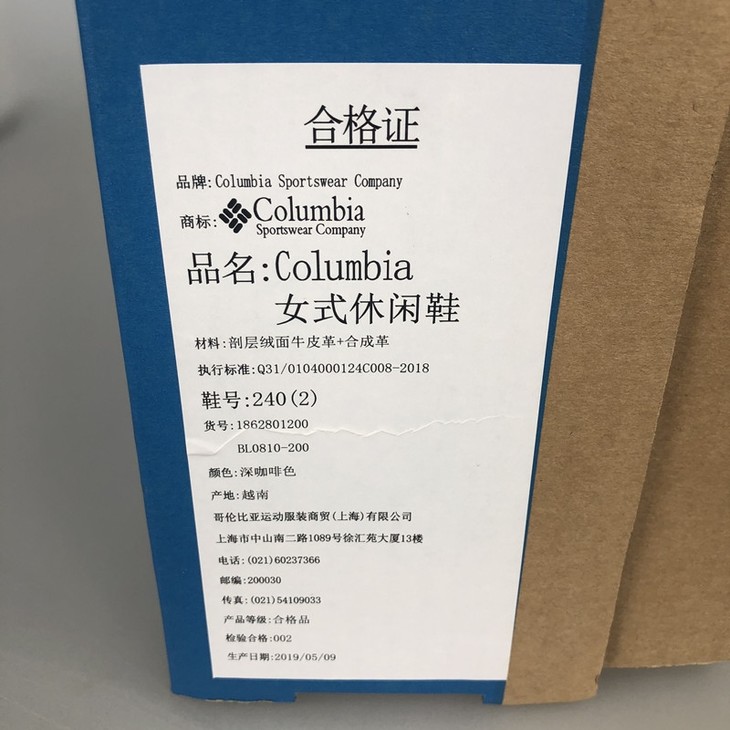 合格证
品牌:Columbia Sportswear Company
商标:Columbia
Sportswear Company
品名:Columbia
女式休闲鞋
材料:剖层绒面牛皮革+合成革
执行标准:Q31/0104000124C008-2018
鞋号:240(2)
货号:1862801200
BL0810-200
颜色:深咖啡色
产地:越南
哥伦比亚运动服装商贸(上海)有限公司
上海市中山南二路1089号徐汇苑大厦13楼
电话:(021)60237366
邮编:200030
传真:(021)54109033
产品等级:合格品
检验合格:002
生产日期:2019/05/09